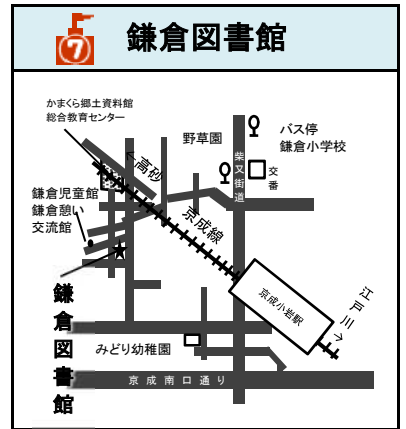 7
鎌倉図書館
かまくら郷土資料館
総合教育センター
野草園
バス停
鎌倉小学校
←高砂
柴又街道
交番
鎌倉児童館
鎌倉憩い
交流館
京成線
鎌倉図書館
京成小岩駅
江戸川→
みどり幼稚園
京成南口通り